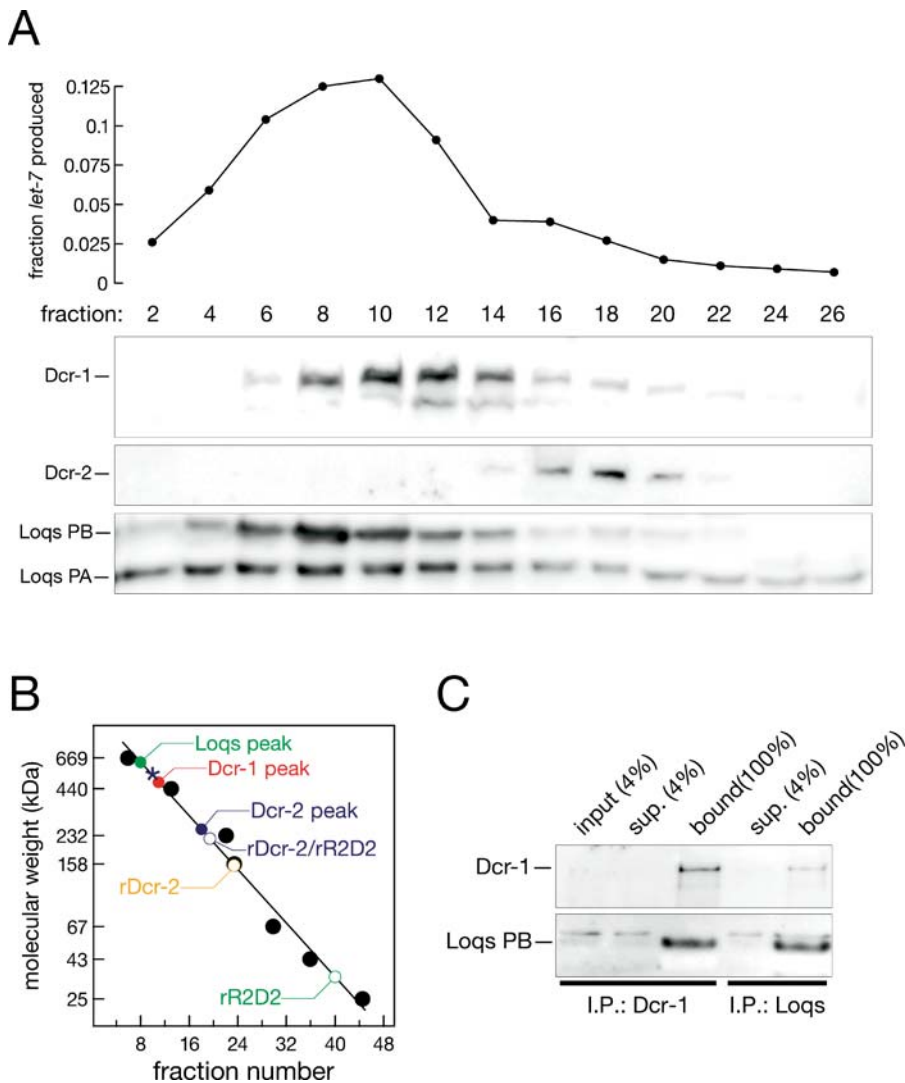 A
fraction let-7 produced
0.125
0.1
0.075
0.05
0.025
0
fraction: 2 4 6 8 10 12 14 16 18 20 22 24 26
Dcr-1
Dcr-2
Loqs PB
Loqs PA
B
molecular weight (kDa)
669
440
232
158
67
43
25
Loqs peak
Dcr-1 peak
*
Dcr-2 peak
rDcr-2/rR2D2
rDcr-2
rR2D2
8 16 24 32 40 48
fraction number
C
input (4%)
sup. (4%)
bound(100%)
sup. (4%)
bound(100%)
Dcr-1
Loqs PB
I.P.: Dcr-1 I.P.: Loqs